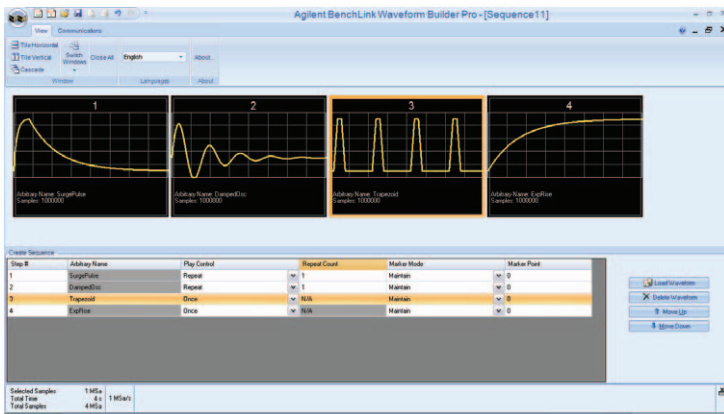 Agilent BenchLink Waveform Builder Pro - [Sequence11]
View Communications
Tile Horizontal
Tile Vertical
Cascade
Switch Windows
Close All
English
About...
Window Languages About
1 2 3 4
Arbitrary Name: SurgePulse
Samples: 1000000
Arbitrary Name: DampedOsc
Samples: 1000000
Arbitrary Name: Trapezoid
Samples: 1000000
Arbitrary Name: ExpRise
Samples: 1000000
Create Sequence
Step # Arbitrary Name Play Control Repeat Count Marker Mode Marker Point
1 SurgePulse Repeat 1 Maintain 0
2 DampedOsc Repeat 1 Maintain 0
3 Trapezoid Once N/A Maintain 0
4 ExpRise Once N/A Maintain 0
Load Waveform
Delete Waveform
Move Up
Move Down
Selected Samples 1 MSa
Total Time 4 s 1 MSa/s
Total Samples 4 MSa